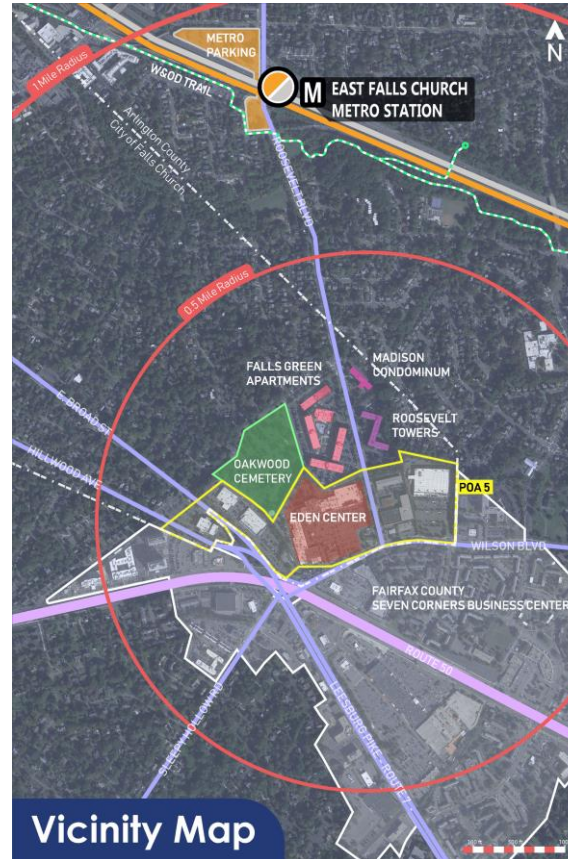 METRO
PARKING
N
1 Mile Radius
W&OD TRAIL
M EAST FALLS CHURCH
METRO STATION
Arlington County
City of Falls Church
ROOSEVELT BLVD
0.5 Mile Radius
MADISON
CONDOMINUM
FALLS GREEN
APARTMENTS
E. BROAD ST
ROOSEVELT
TOWERS
HILLWOOD AVE
OAKWOOD
CEMETERY
POA 5
EDEN CENTER
WILSON BLVD
FAIRFAX COUNTY
SEVEN CORNERS BUSINESS CENTER
ROUTE 50
SLEEPY HOLLOW RD
LEESBURG PIKE - ROUTE 7
Vicinity Map